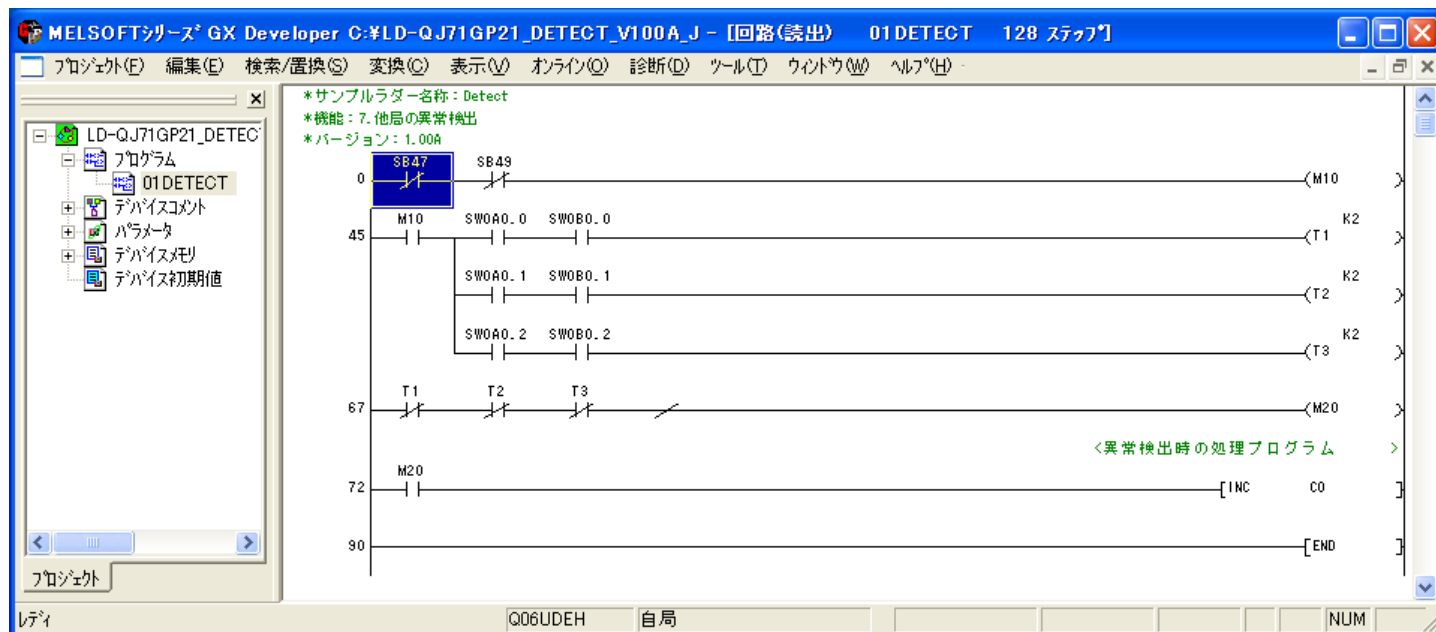 MELSOFTシリーズ GX Developer C:¥LD-QJ71GP21_DETECT_V100A_J - [回路(読出) 01DETECT 128 ステップ]
プロジェクト(F) 編集(E) 検索/置換(S) 変換(C) 表示(V) オンライン(O) 診断(D) ツール(T) ウィンドウ(W) ヘルプ(H)
LD-QJ71GP21_DETEC
プログラム
01DETECT
デバイスコメント
パラメータ
デバイスメモリ
デバイス初期値
プロジェクト
*サンプルラダー名称:Detect
*機能:7.他局の異常検出
*バージョン:1.00A
SB47 SB49
0 (M10 )
M10 SW0A0.0 SW0B0.0 K2
45 (T1 )
SW0A0.1 SW0B0.1 K2
(T2 )
SW0A0.2 SW0B0.2 K2
(T3 )
T1 T2 T3
67 (M20 )
<異常検出時の処理プログラム >
M20
72 [INC C0 ]
90 [END ]
レディ Q06UDEH 自局 NUM